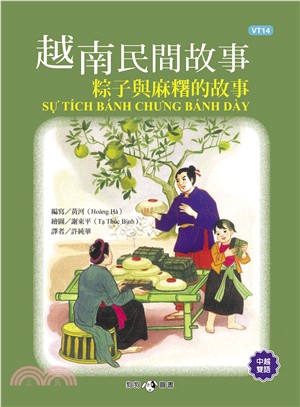 VT14
越南民間故事
粽子與麻糬的故事
SỰ TÍCH BÁNH CHƯNG BÁNH DÀY
編寫／黃河（Hoàng Hà）
繪圖／謝東平（Tạ Thúc Bình）
譯者／許純華
中越
雙語
圖書